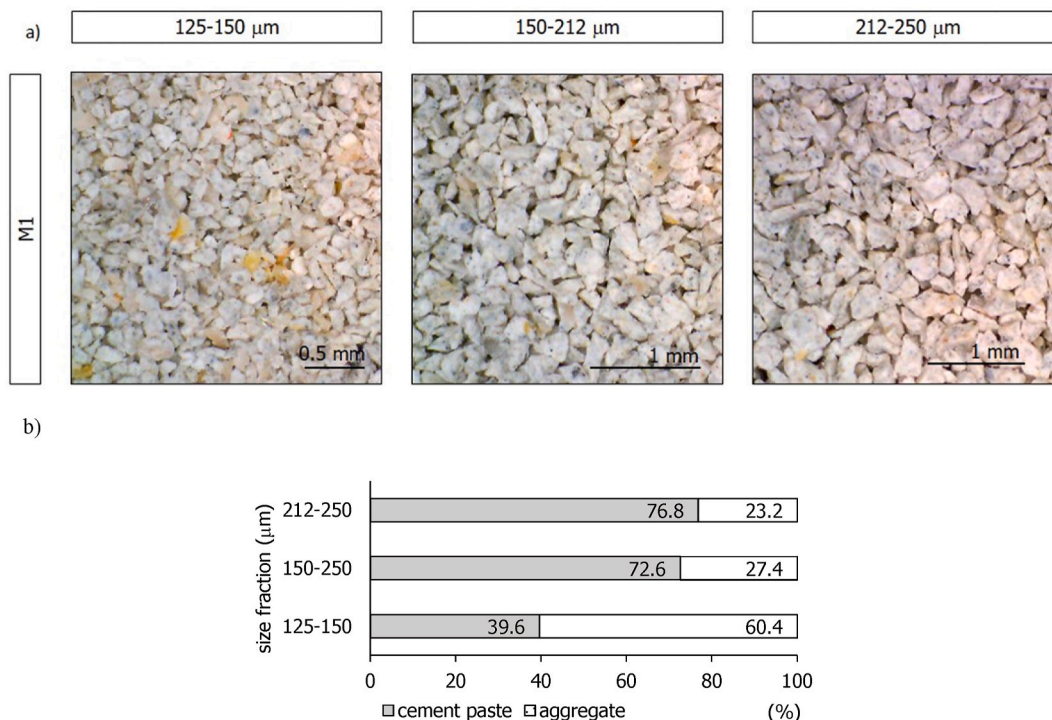 a)
125-150 μm
150-212 μm
212-250 μm
M1
0.5 mm
1 mm
1 mm
b)
size fraction (μm)
212-250
76.8
23.2
150-250
72.6
27.4
125-150
39.6
60.4
0 20 40 60 80 100
cement paste aggregate (%)